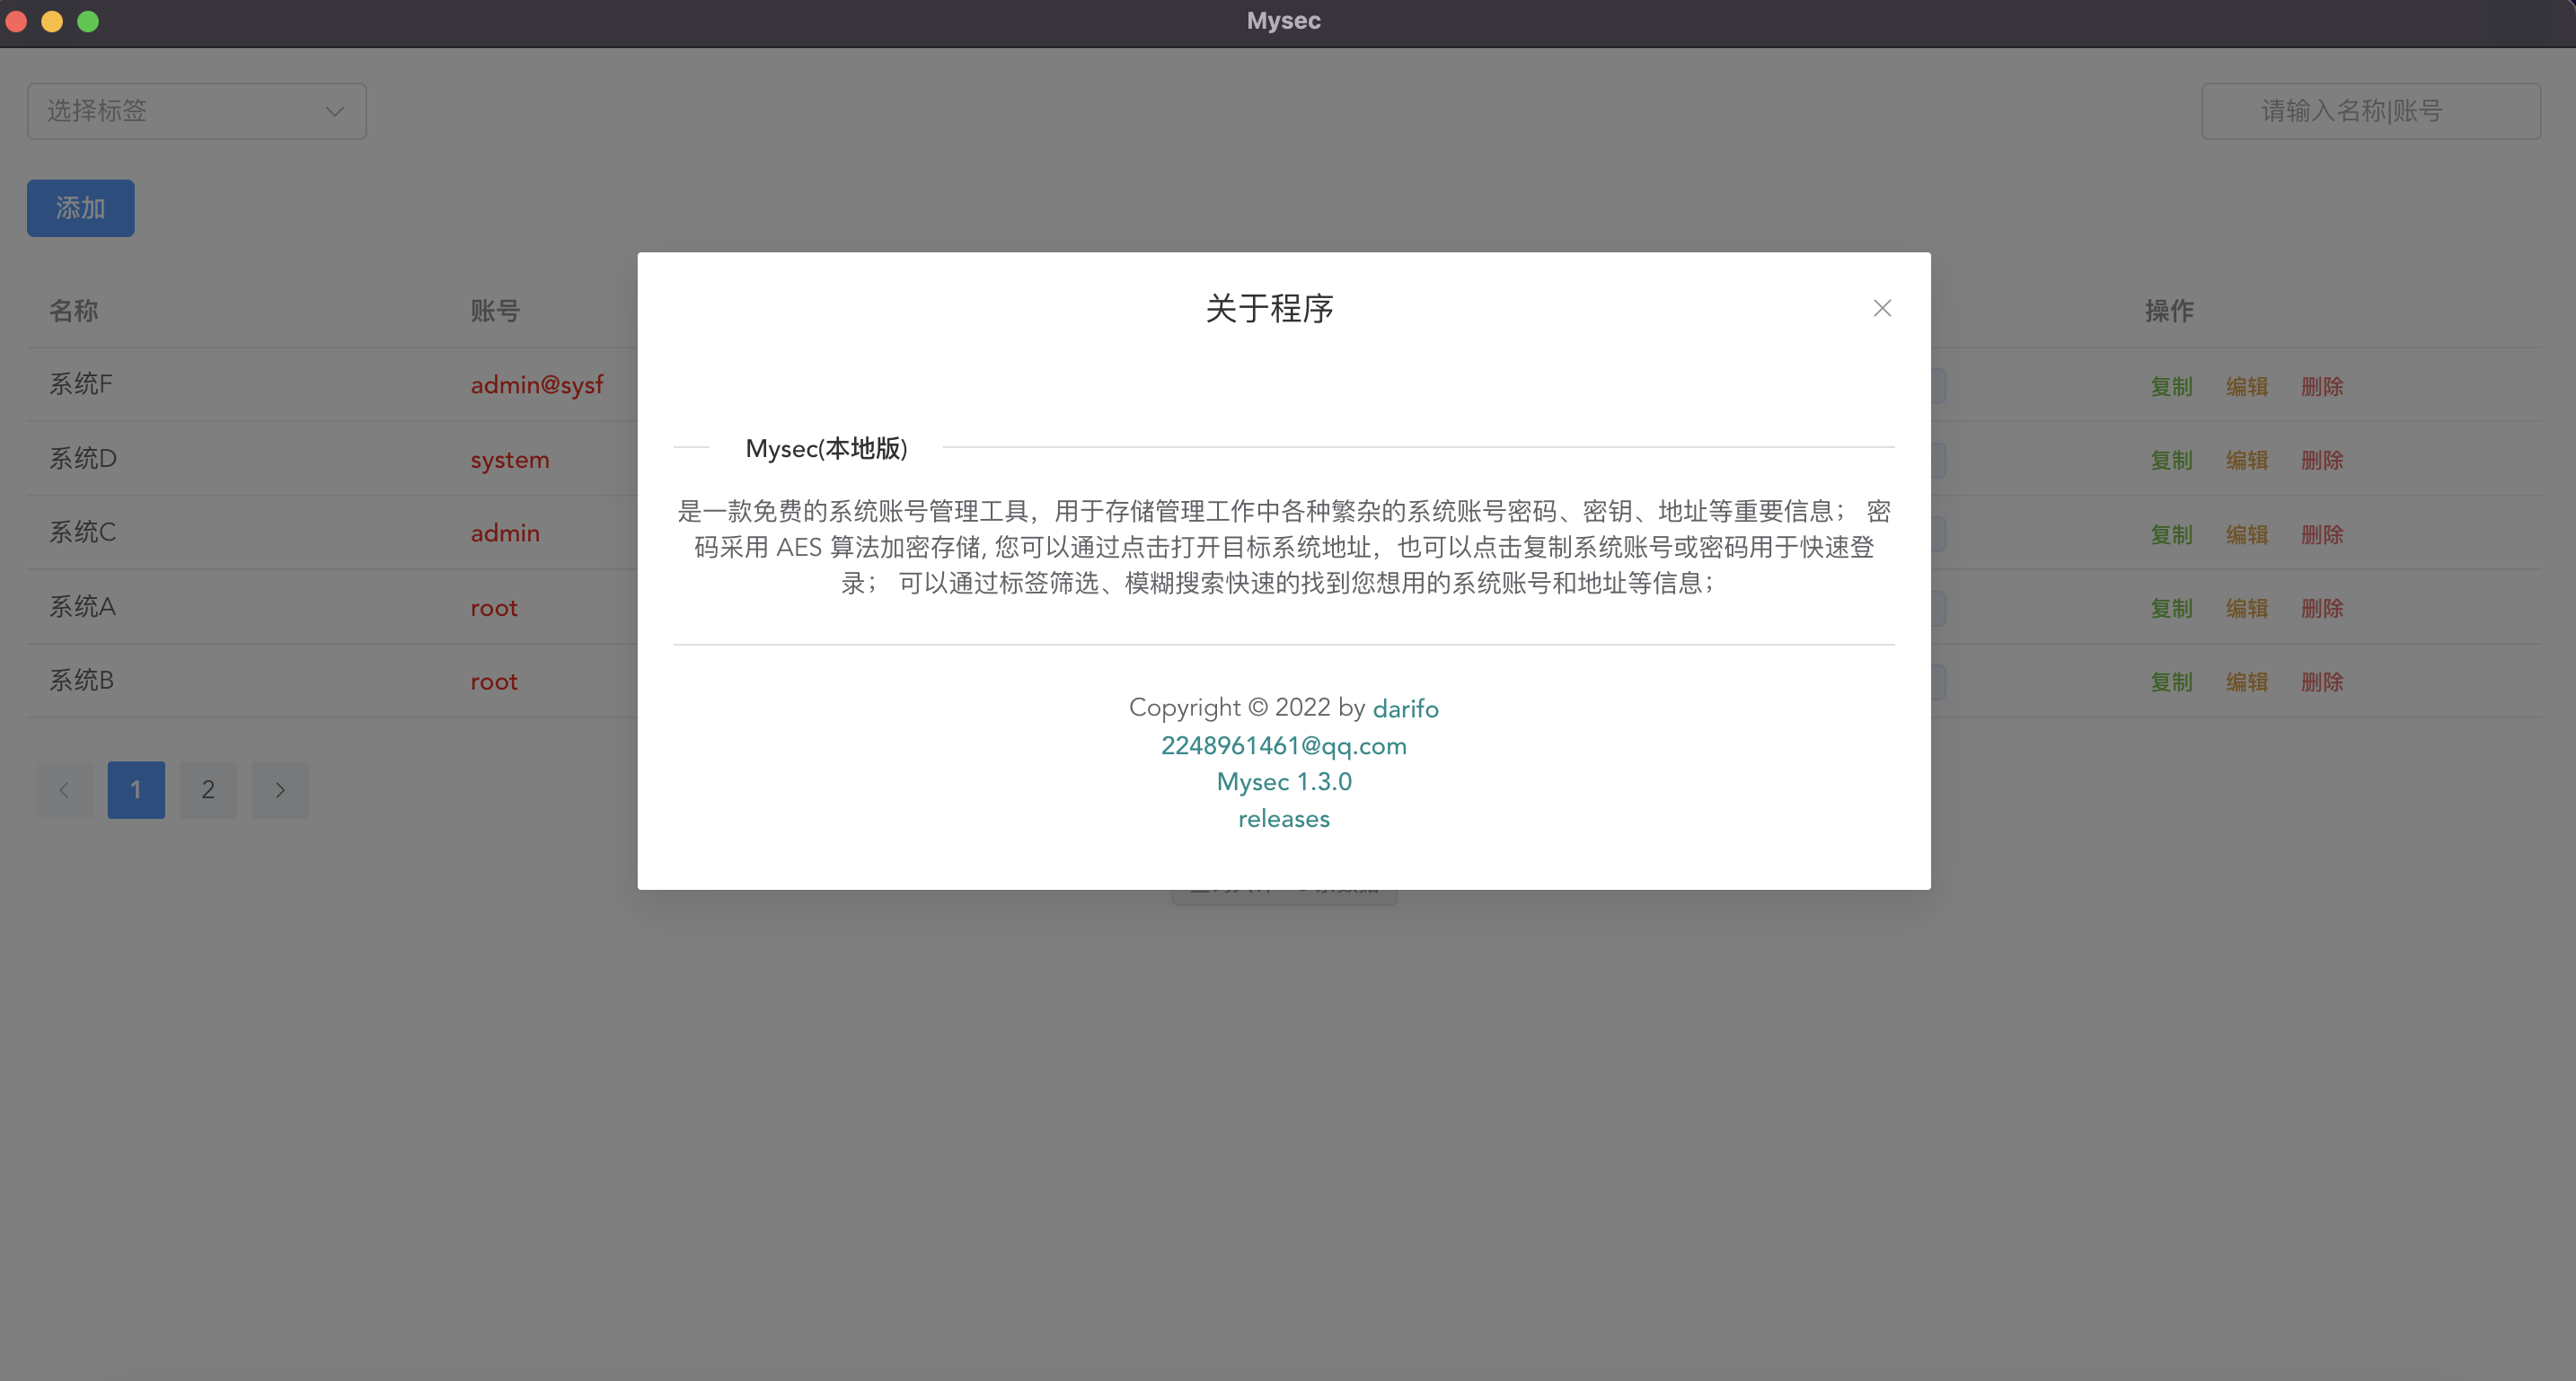 Mysec
选择标签
请输入名称|账号
添加
名称
账号
操作
系统F
admin@sysf
复制 编辑 删除
系统D
system
复制 编辑 删除
系统C
admin
复制 编辑 删除
系统A
root
复制 编辑 删除
系统B
root
复制 编辑 删除
1
2
关于程序
Mysec(本地版)
是一款免费的系统账号管理工具，用于存储管理工作中各种繁杂的系统账号密码、密钥、地址等重要信息； 密
码采用 AES 算法加密存储, 您可以通过点击打开目标系统地址，也可以点击复制系统账号或密码用于快速登
录； 可以通过标签筛选、模糊搜索快速的找到您想用的系统账号和地址等信息；
Copyright © 2022 by darifo
2248961461@qq.com
Mysec 1.3.0
releases